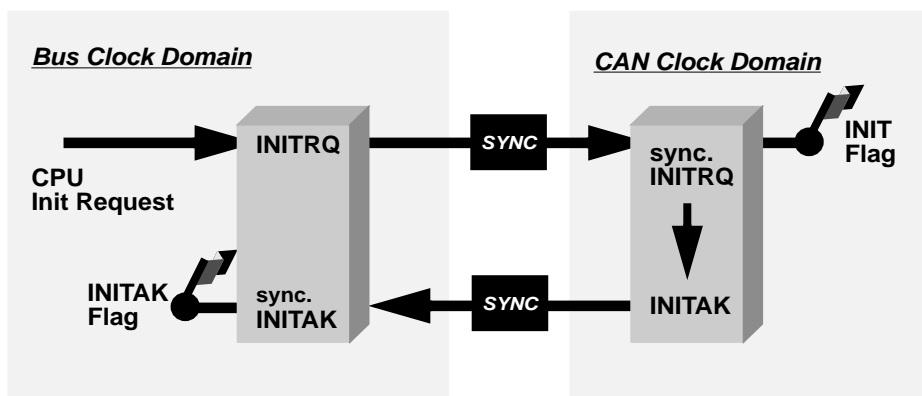 Bus Clock Domain
CAN Clock Domain
CPU
Init Request
INITRQ
SYNC
sync.
INITRQ
INIT
Flag
INITAK
Flag
sync.
INITAK
SYNC
INITAK